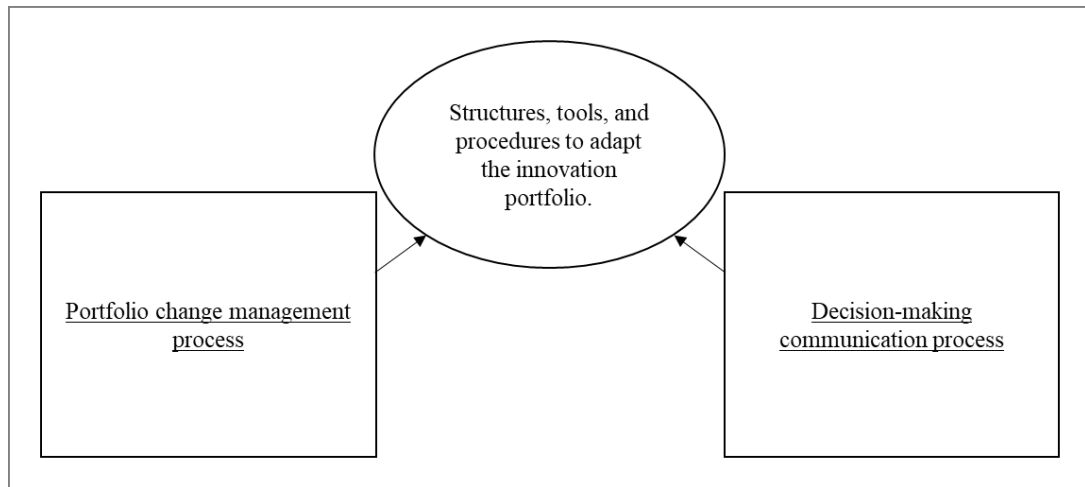 Structures, tools, and
procedures to adapt
the innovation
portfolio.
Portfolio change management
process
Decision-making
communication process